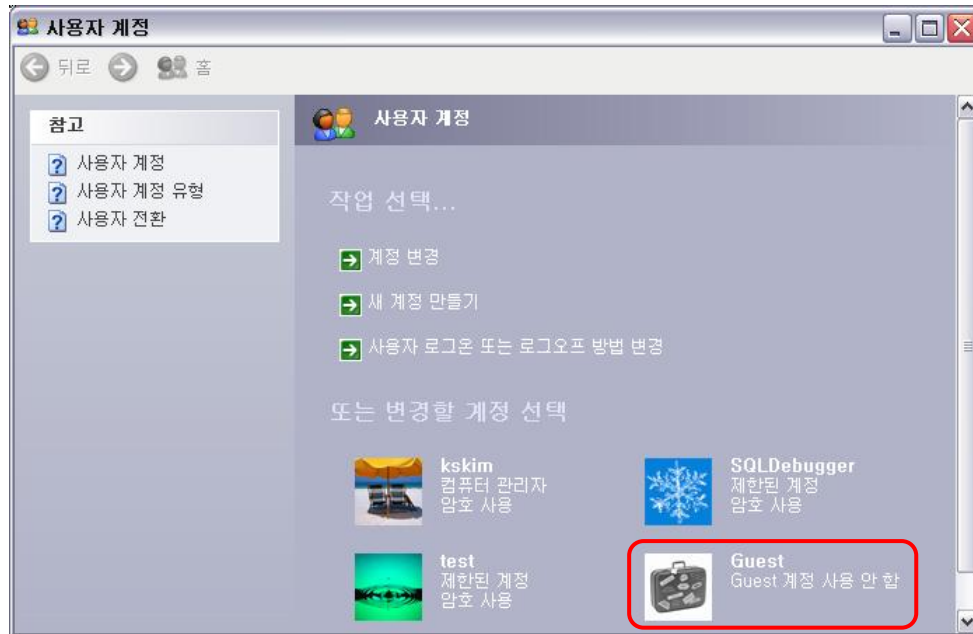 사용자 계정
뒤로 홈
참고
사용자 계정
사용자 계정 유형
사용자 전환
사용자 계정
작업 선택...
계정 변경
새 계정 만들기
사용자 로그온 또는 로그오프 방법 변경
또는 변경할 계정 선택
kskim
컴퓨터 관리자
암호 사용
SQLDebugger
제한된 계정
암호 사용
test
제한된 계정
암호 사용
Guest
Guest 계정 사용 안 함